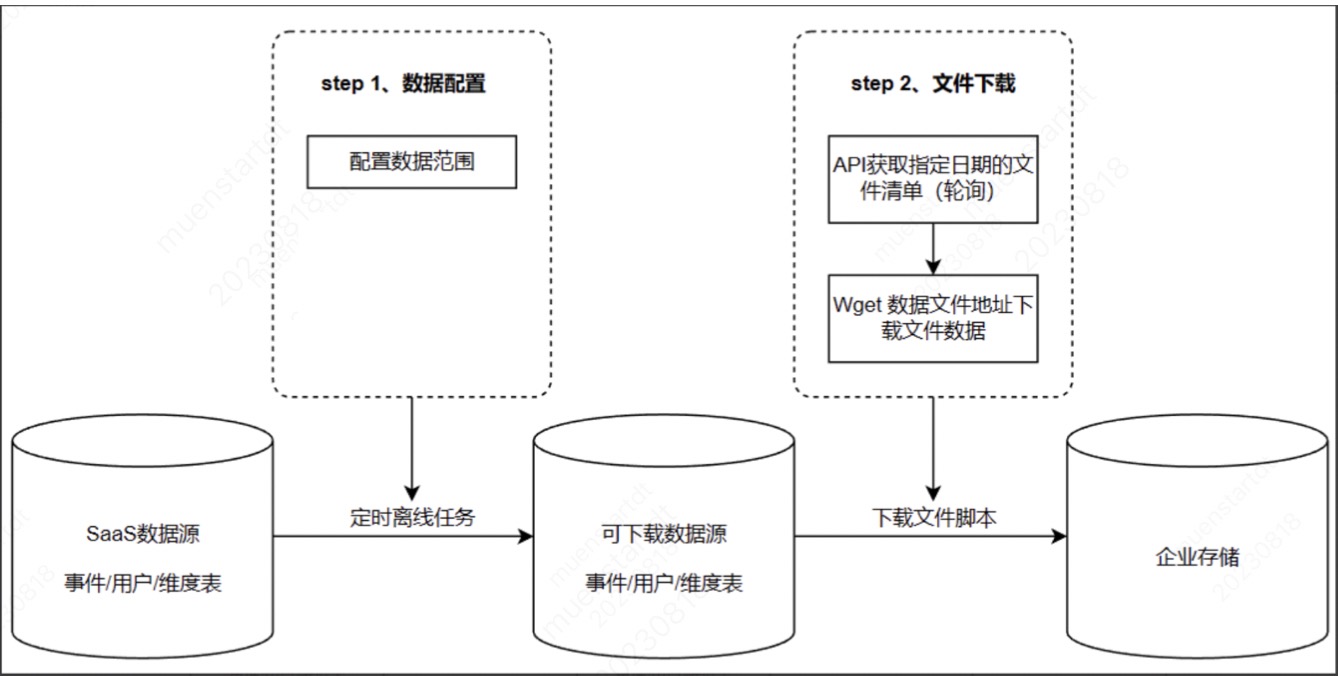 step 1、数据配置
step 2、文件下载
配置数据范围
API获取指定日期的文
件清单（轮询）
Wget 数据文件地址下
载文件数据
SaaS数据源
事件/用户/维度表
定时离线任务
可下载数据源
事件/用户/维度表
下载文件脚本
企业存储
muenstartdt
20230818